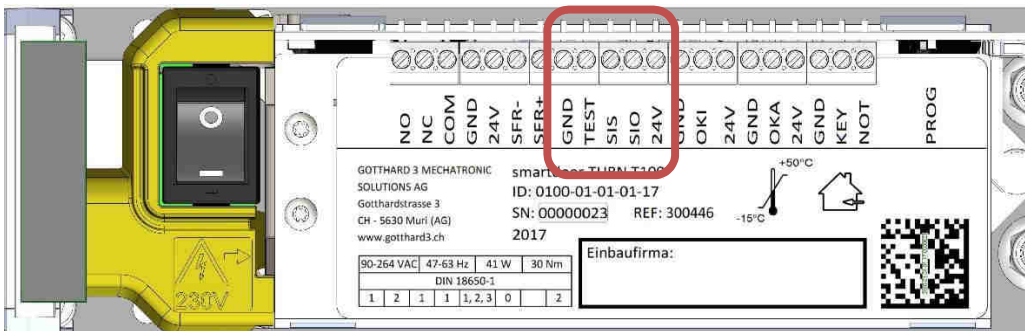 NO NC COM GND 24V SFR- SFR+ GND TEST SIS SIO 24V GND OKI 24V GND OKA 24V GND KEY NOT PROG
GOTTHARD 3 MECHATRONIC
SOLUTIONS AG
Gotthardstrasse 3
CH - 5630 Muri (AG)
www.gotthard3.ch
smartdoor TURN T100
ID: 0100-01-01-01-17
SN: 00000023 REF: 300446
2017
+50°C
-15°C
90-264 VAC 47-63 Hz 41 W 30 Nm
DIN 18650-1
1 2 1 1 1, 2, 3 0 2
Einbaufirma:
230V